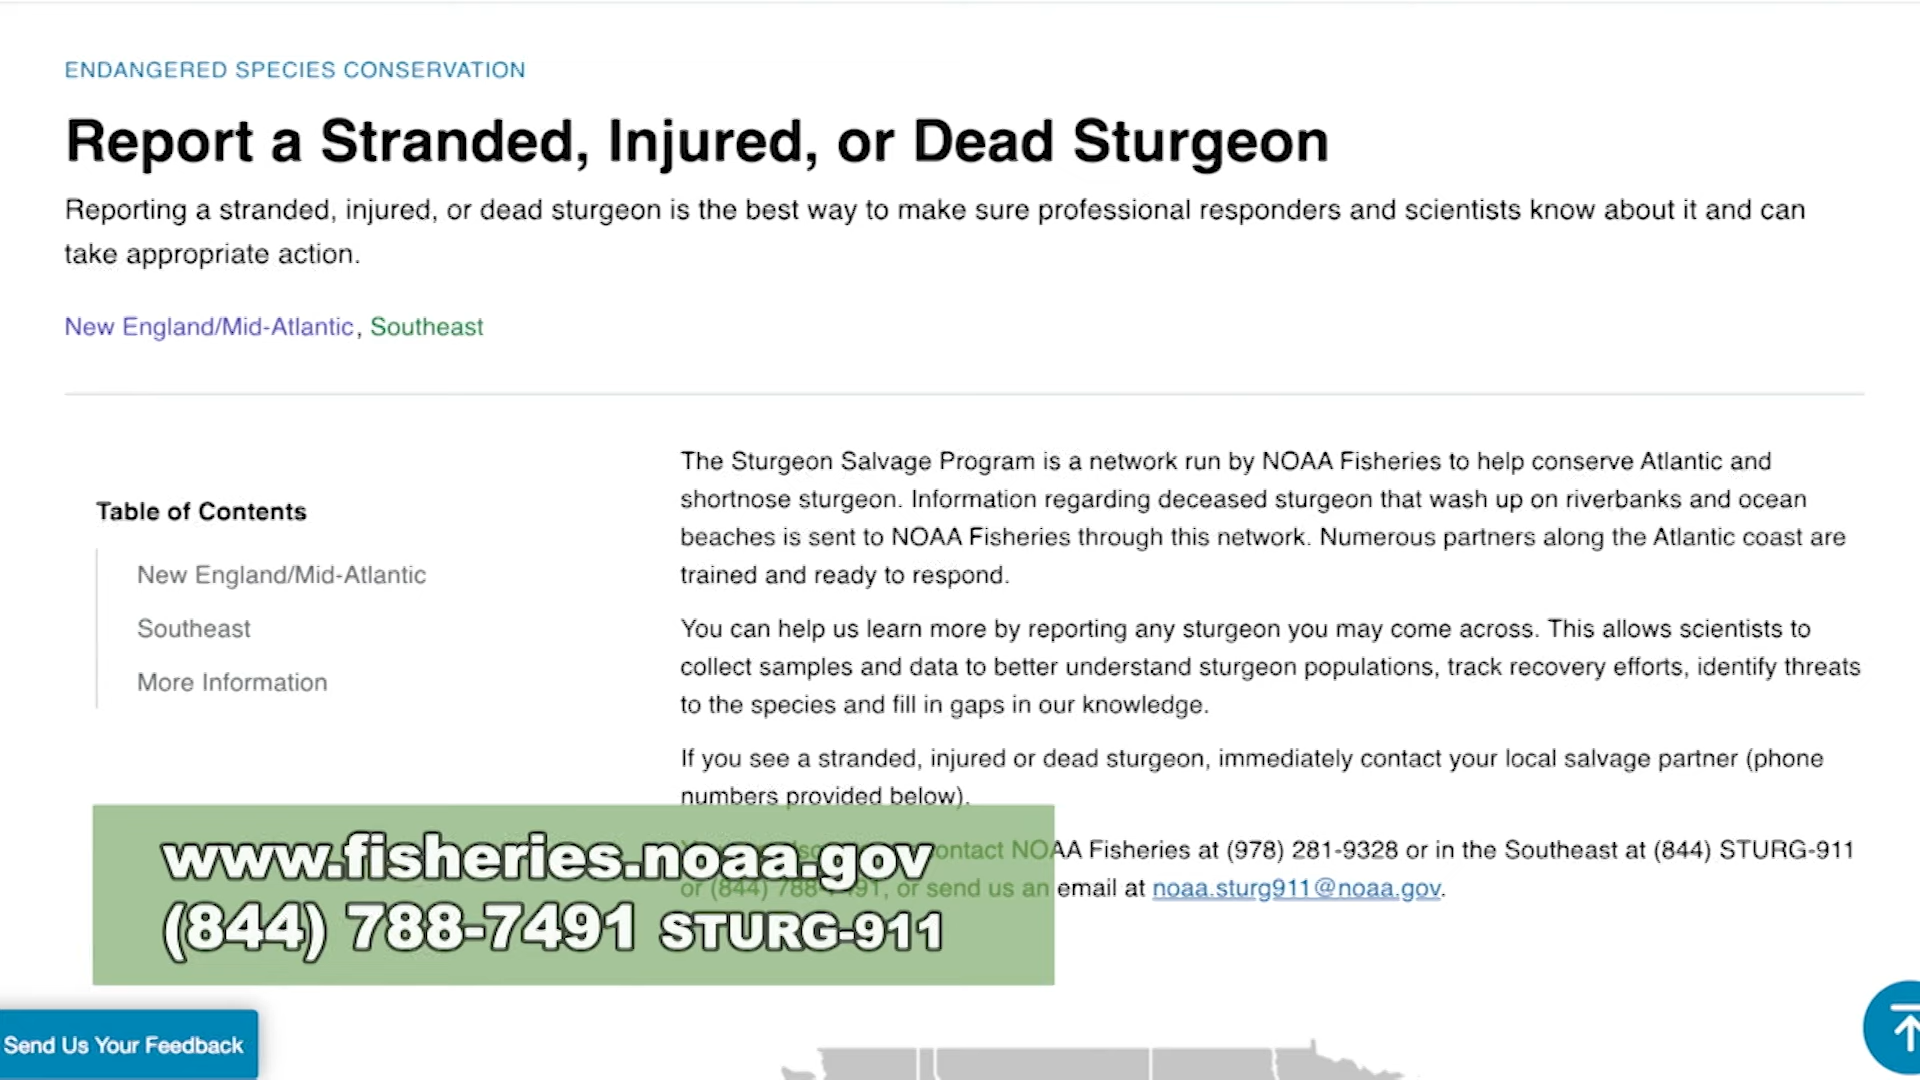 ENDANGERED SPECIES CONSERVATION
Report a Stranded, Injured, or Dead Sturgeon
Reporting a stranded, injured, or dead sturgeon is the best way to make sure professional responders and scientists know about it and can
take appropriate action.
New England/Mid-Atlantic, Southeast
Table of Contents
New England/Mid-Atlantic
Southeast
More Information
The Sturgeon Salvage Program is a network run by NOAA Fisheries to help conserve Atlantic and
shortnose sturgeon. Information regarding deceased sturgeon that wash up on riverbanks and ocean
beaches is sent to NOAA Fisheries through this network. Numerous partners along the Atlantic coast are
trained and ready to respond.
You can help us learn more by reporting any sturgeon you may come across. This allows scientists to
collect samples and data to better understand sturgeon populations, track recovery efforts, identify threats
to the species and fill in gaps in our knowledge.
If you see a stranded, injured or dead sturgeon, immediately contact your local salvage partner (phone
numbers provided below).
contact NOAA Fisheries at (978) 281-9328 or in the Southeast at (844) STURG-911
or (844) 788-7491, or send us an email at noaa.sturg911@noaa.gov.
www.fisheries.noaa.gov
(844) 788-7491 STURG-911
Send Us Your Feedback